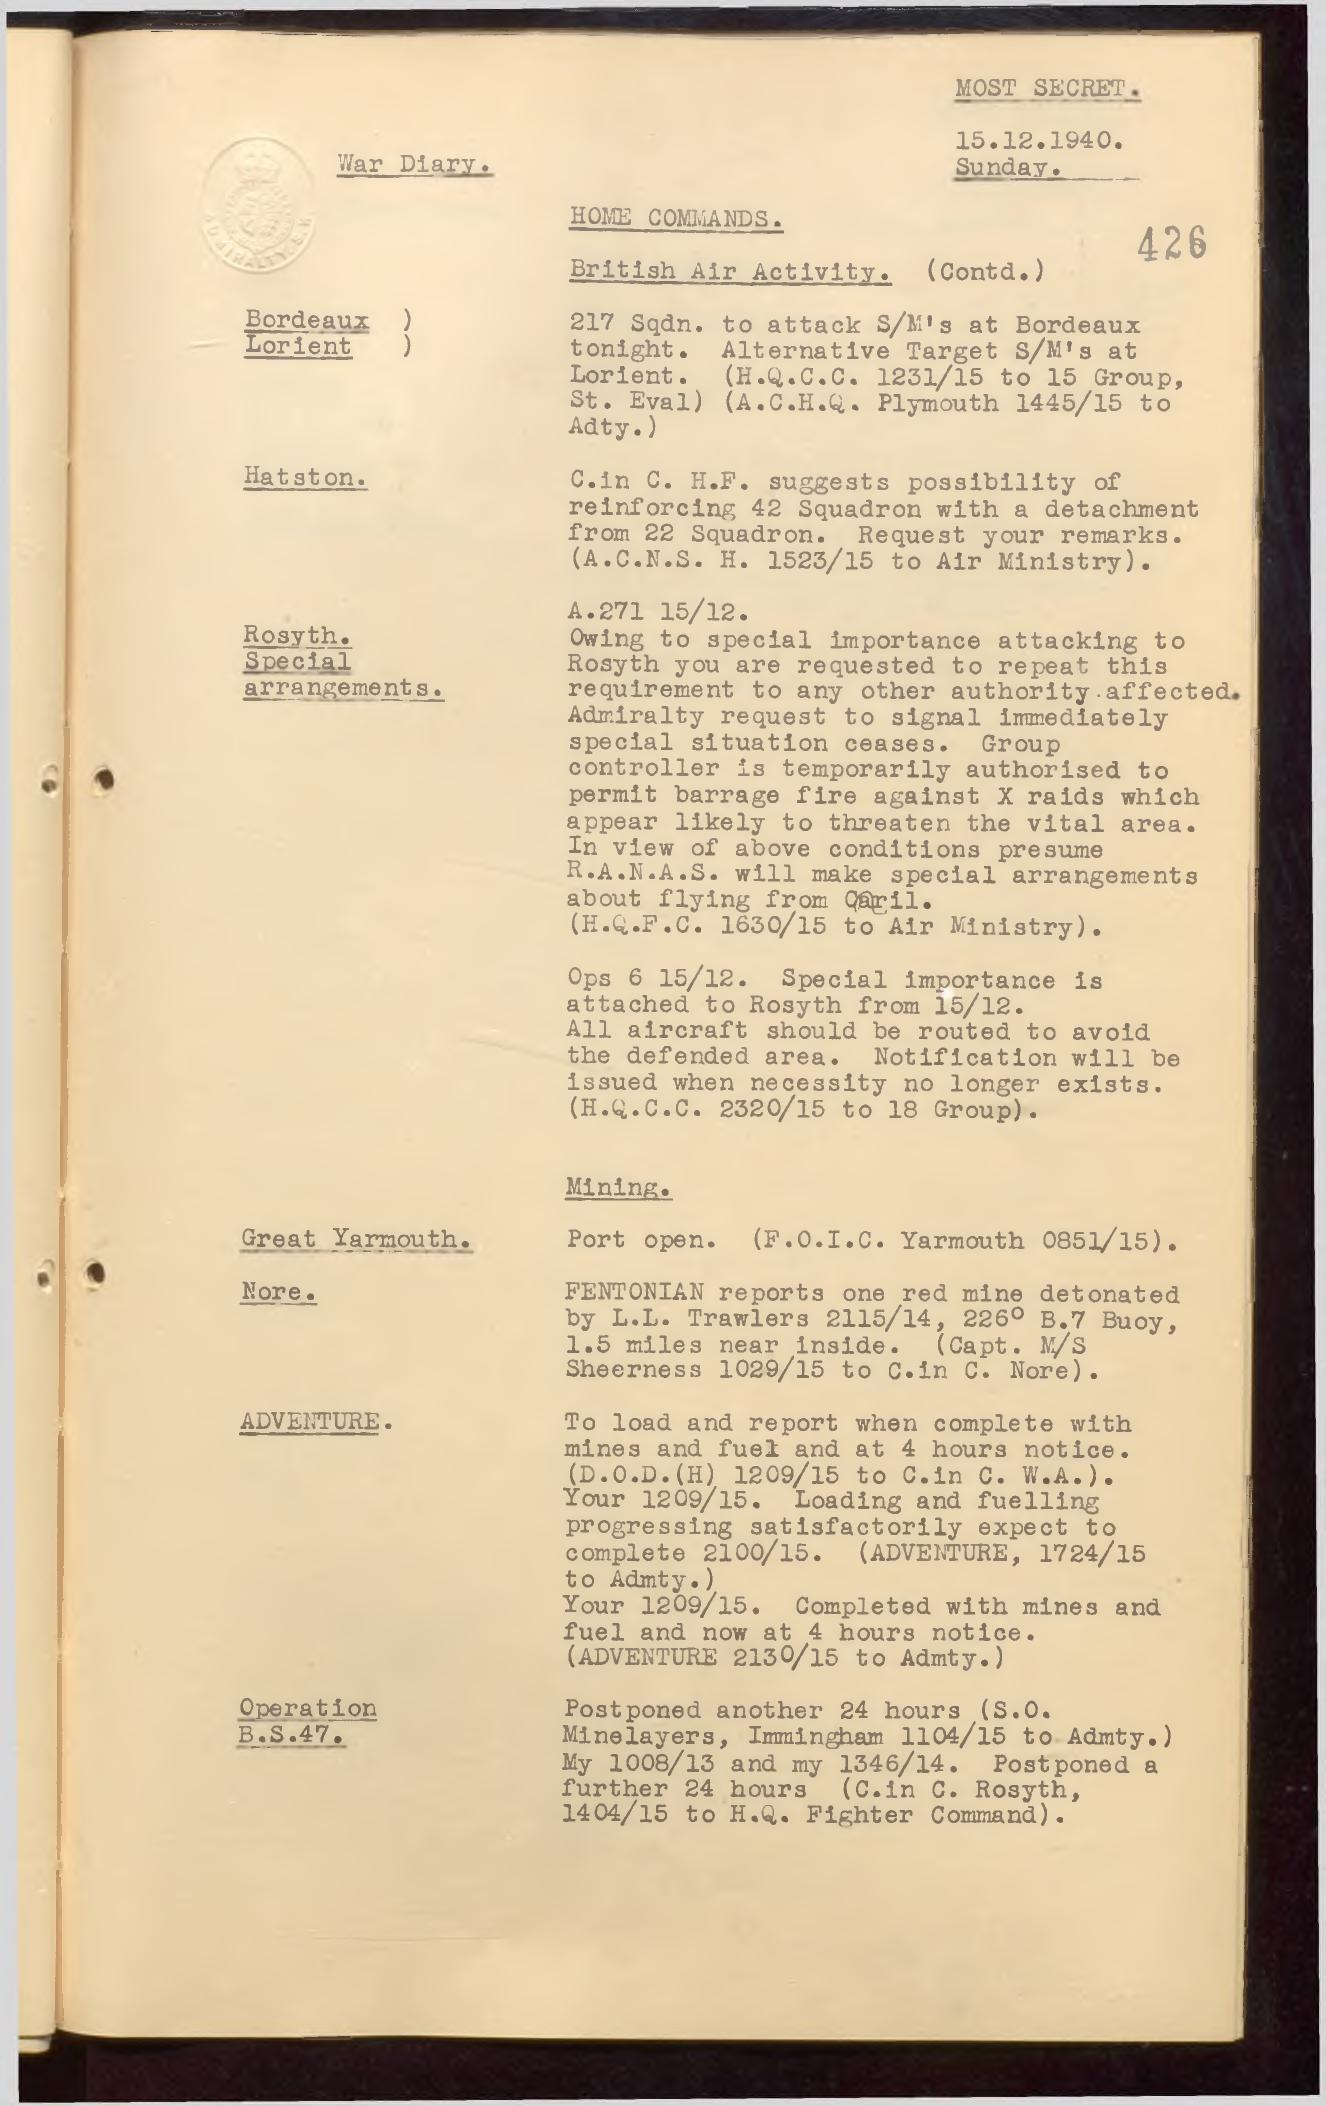 MOST SECRET.
15.12.1940.
Sunday.
War Diary.
HOME COMMANDS.
426
British Air Activity. (Contd.)
Bordeaux )
Lorient )
217 Sqdn. to attack S/M's at Bordeaux
tonight. Alternative Target S/M's at
Lorient. (H.Q.C.C. 1231/15 to 15 Group,
St. Eval) (A.C.H.Q. Plymouth 1445/15 to
Adty.)
Hatston.
C.in C. H.F. suggests possibility of
reinforcing 42 Squadron with a detachment
from 22 Squadron. Request your remarks.
(A.C.N.S. H. 1523/15 to Air Ministry).
Rosyth.
Special
arrangements.
A.271 15/12.
Owing to special importance attacking to
Rosyth you are requested to repeat this
requirement to any other authority affected.
Admiralty request to signal immediately
special situation ceases. Group
controller is temporarily authorised to
permit barrage fire against X raids which
appear likely to threaten the vital area.
In view of above conditions presume
R.A.N.A.S. will make special arrangements
about flying from
(H.Q.F.C. 1630/15 to Air Ministry).
Ops 6 15/12. Special importance is
attached to Rosyth from 15/12.
All aircraft should be routed to avoid
the defended area. Notification will be
issued when necessity no longer exists.
(H.Q.C.C. 2320/15 to 18 Group).
Mining.
Great Yarmouth.
Port open. (F.O.I.C. Yarmouth 0851/15).
Nore.
FENTONIAN reports one red mine detonated
by L.L. Trawlers 2115/14, 226° B.7 Buoy,
1.5 miles near inside. (Capt. M/S
Sheerness 1029/15 to C.in C. Nore).
ADVENTURE.
To load and report when complete with
mines and fuel and at 4 hours notice.
(D.O.D.(H) 1209/15 to C.in C. W.A.).
Your 1209/15. Loading and fuelling
progressing satisfactorily expect to
complete 2100/15. (ADVENTURE, 1724/15
to Admty.)
Your 1209/15. Completed with mines and
fuel and now at 4 hours notice.
(ADVENTURE 2130/15 to Admty.)
Operation
B.S.47.
Postponed another 24 hours (S.O.
Minelayers, Immingham 1104/15 to Admty.)
My 1008/13 and my 1346/14. Postponed a
further 24 hours (C.in C. Rosyth,
1404/15 to H.Q. Fighter Command).